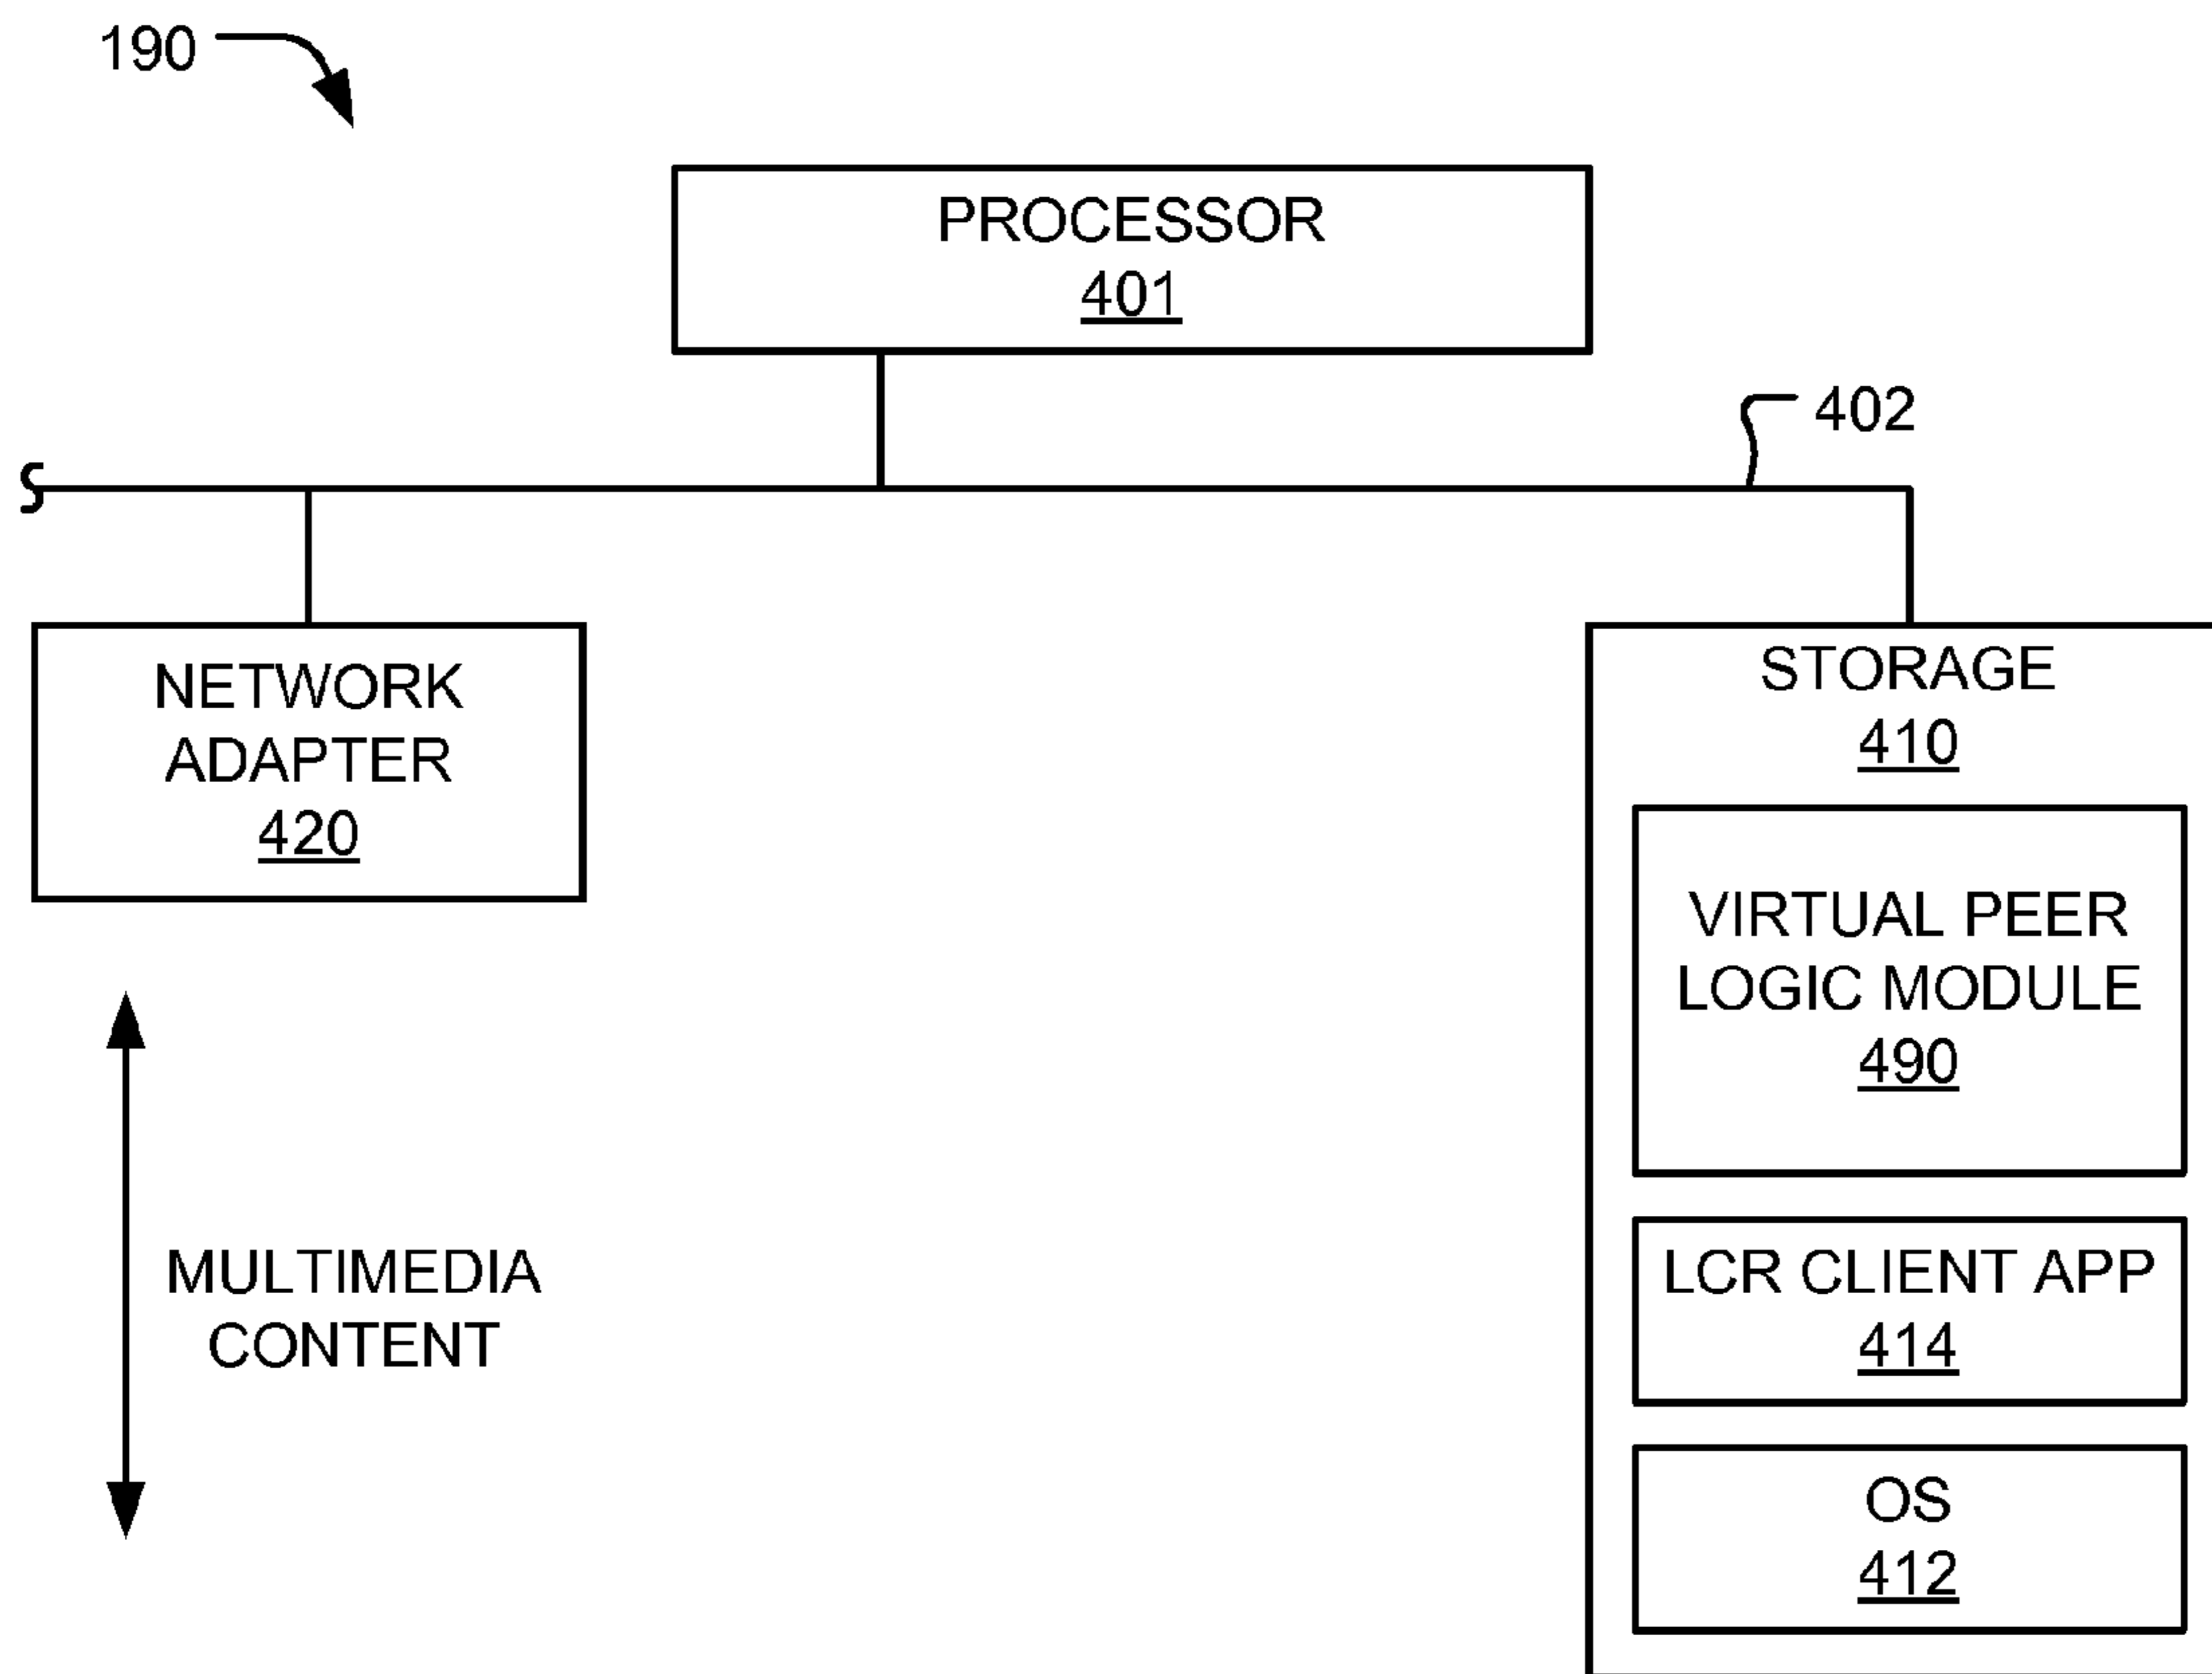 190
PROCESSOR
401
402
NETWORK
ADAPTER
420
STORAGE
410
VIRTUAL PEER
LOGIC MODULE
490
MULTIMEDIA
CONTENT
LCR CLIENT APP
414
OS
412